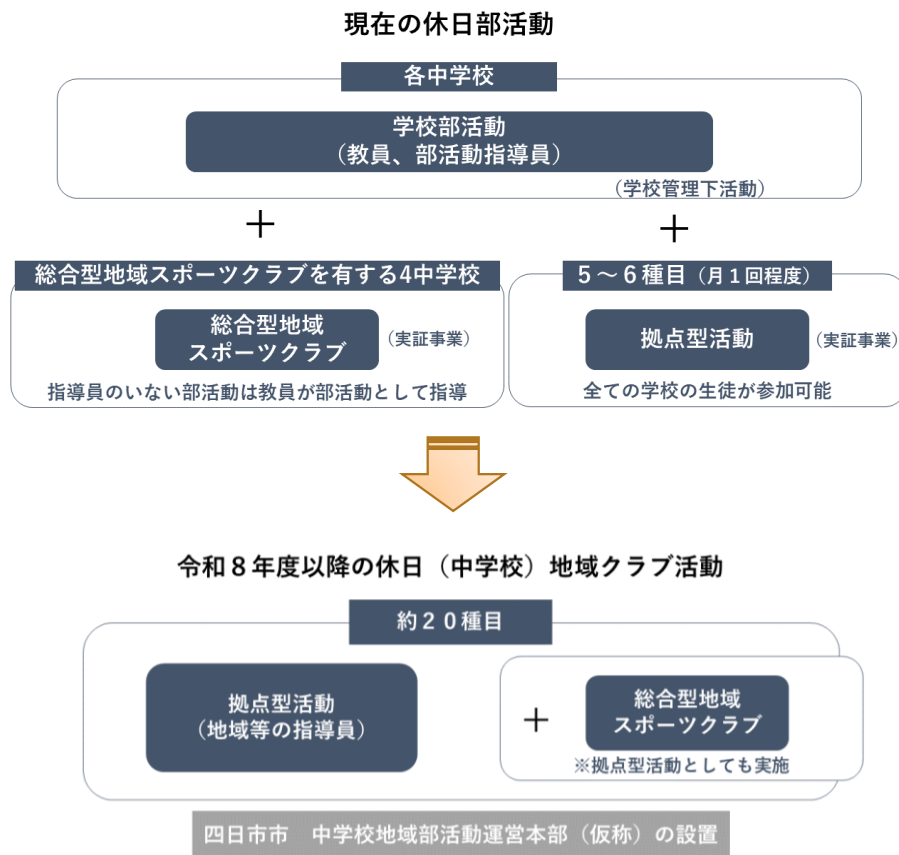 現在の休日部活動
各中学校
学校部活動
（教員、部活動指導員）
（学校管理下活動）
＋
＋
総合型地域スポーツクラブを有する4中学校
総合型地域
スポーツクラブ
（実証事業）
指導員のいない部活動は教員が部活動として指導
５～６種目（月１回程度）
拠点型活動
（実証事業）
全ての学校の生徒が参加可能
令和８年度以降の休日（中学校）地域クラブ活動
約２０種目
拠点型活動
（地域等の指導員）
＋
総合型地域
スポーツクラブ
※拠点型活動としても実施
四日市市　中学校地域部活動運営本部（仮称）の設置